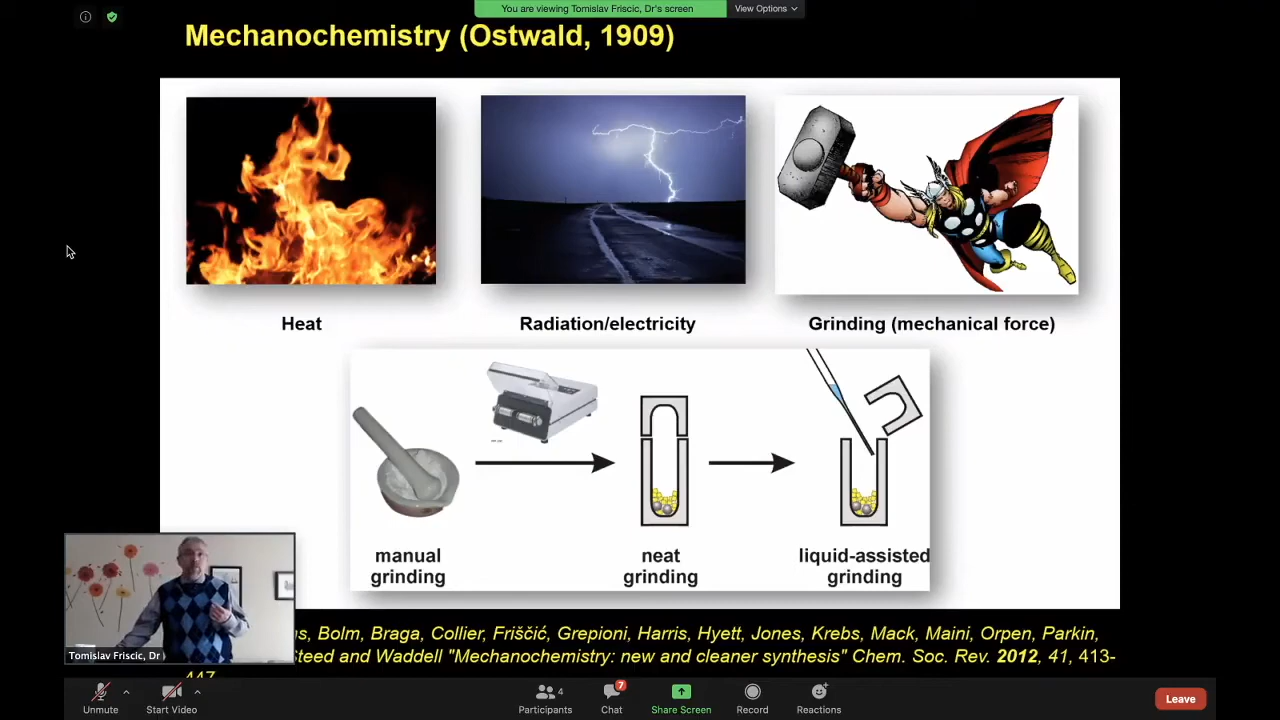 You are viewing Tomislav Friscic, Dr's screen
View Options
Mechanochemistry (Ostwald, 1909)
Heat
Radiation/electricity
Grinding (mechanical force)
manual
grinding
neat
grinding
liquid-assisted
grinding
Bolm, Braga, Collier, Friščić, Grepioni, Harris, Hyett, Jones, Krebs, Mack, Maini, Orpen, Parkin,
Steed and Waddell "Mechanochemistry: new and cleaner synthesis" Chem. Soc. Rev. 2012, 41, 413-
447
Tomislav Friscic, Dr
Unmute
Start Video
4
Participants
7
Chat
Share Screen
Record
Reactions
Leave